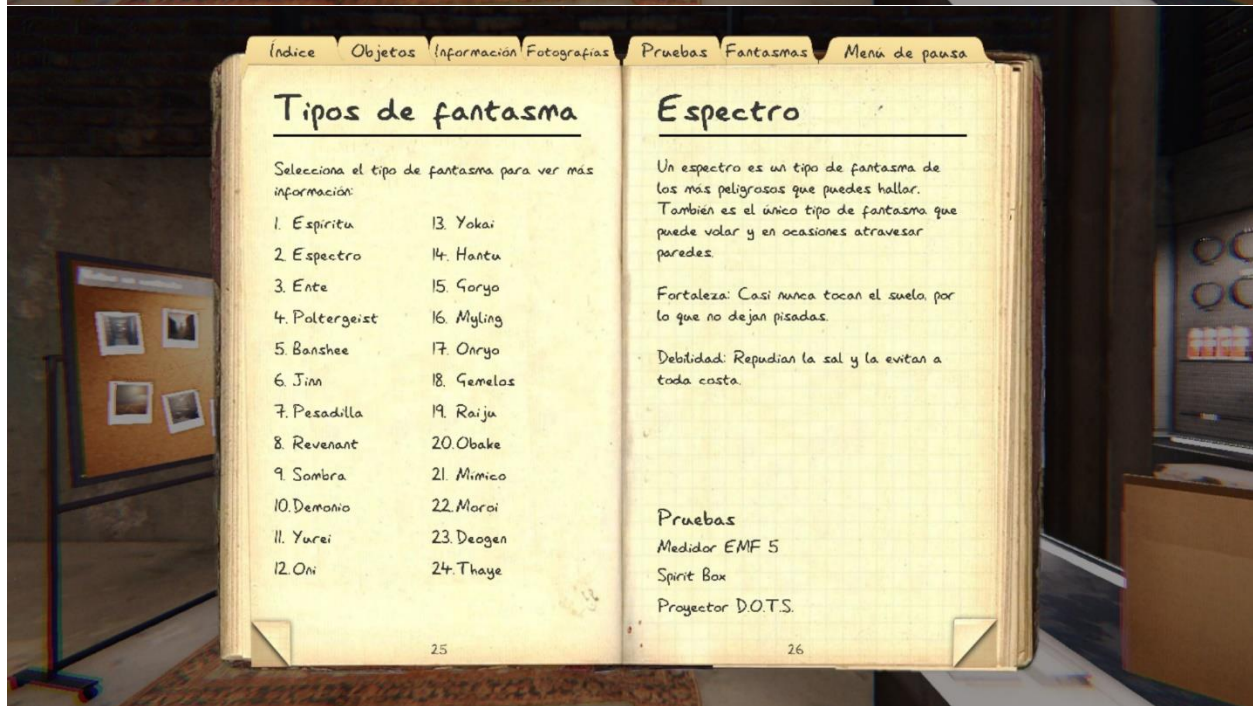 Índice
Objetos
Información
Fotografías
Pruebas
Fantasmas
Menú de pausa
Tipos de fantasma
Selecciona el tipo de fantasma para ver más
información:
1. Espíritu
2. Espectro
3. Ente
4. Poltergeist
5. Banshee
6. Jinn
7. Pesadilla
8. Revenant
9. Sombra
10. Demonio
11. Yurei
12. Oni
13. Yokai
14. Hantu
15. Goryo
16. Myling
17. Onryo
18. Gemelos
19. Raiju
20. Obake
21. Mímico
22. Moroi
23. Deogen
24. Thaye
25
Espectro
Un espectro es un tipo de fantasma de
los más peligrosos que puedes hallar.
También es el único tipo de fantasma que
puede volar y en ocasiones atravesar
paredes.
Fortaleza: Casi nunca tocan el suelo, por
lo que no dejan pisadas.
Debilidad: Repudian la sal y la evitan a
toda costa.
Pruebas
Medidor EMF 5
Spirit Box
Proyector D.O.T.S.
26